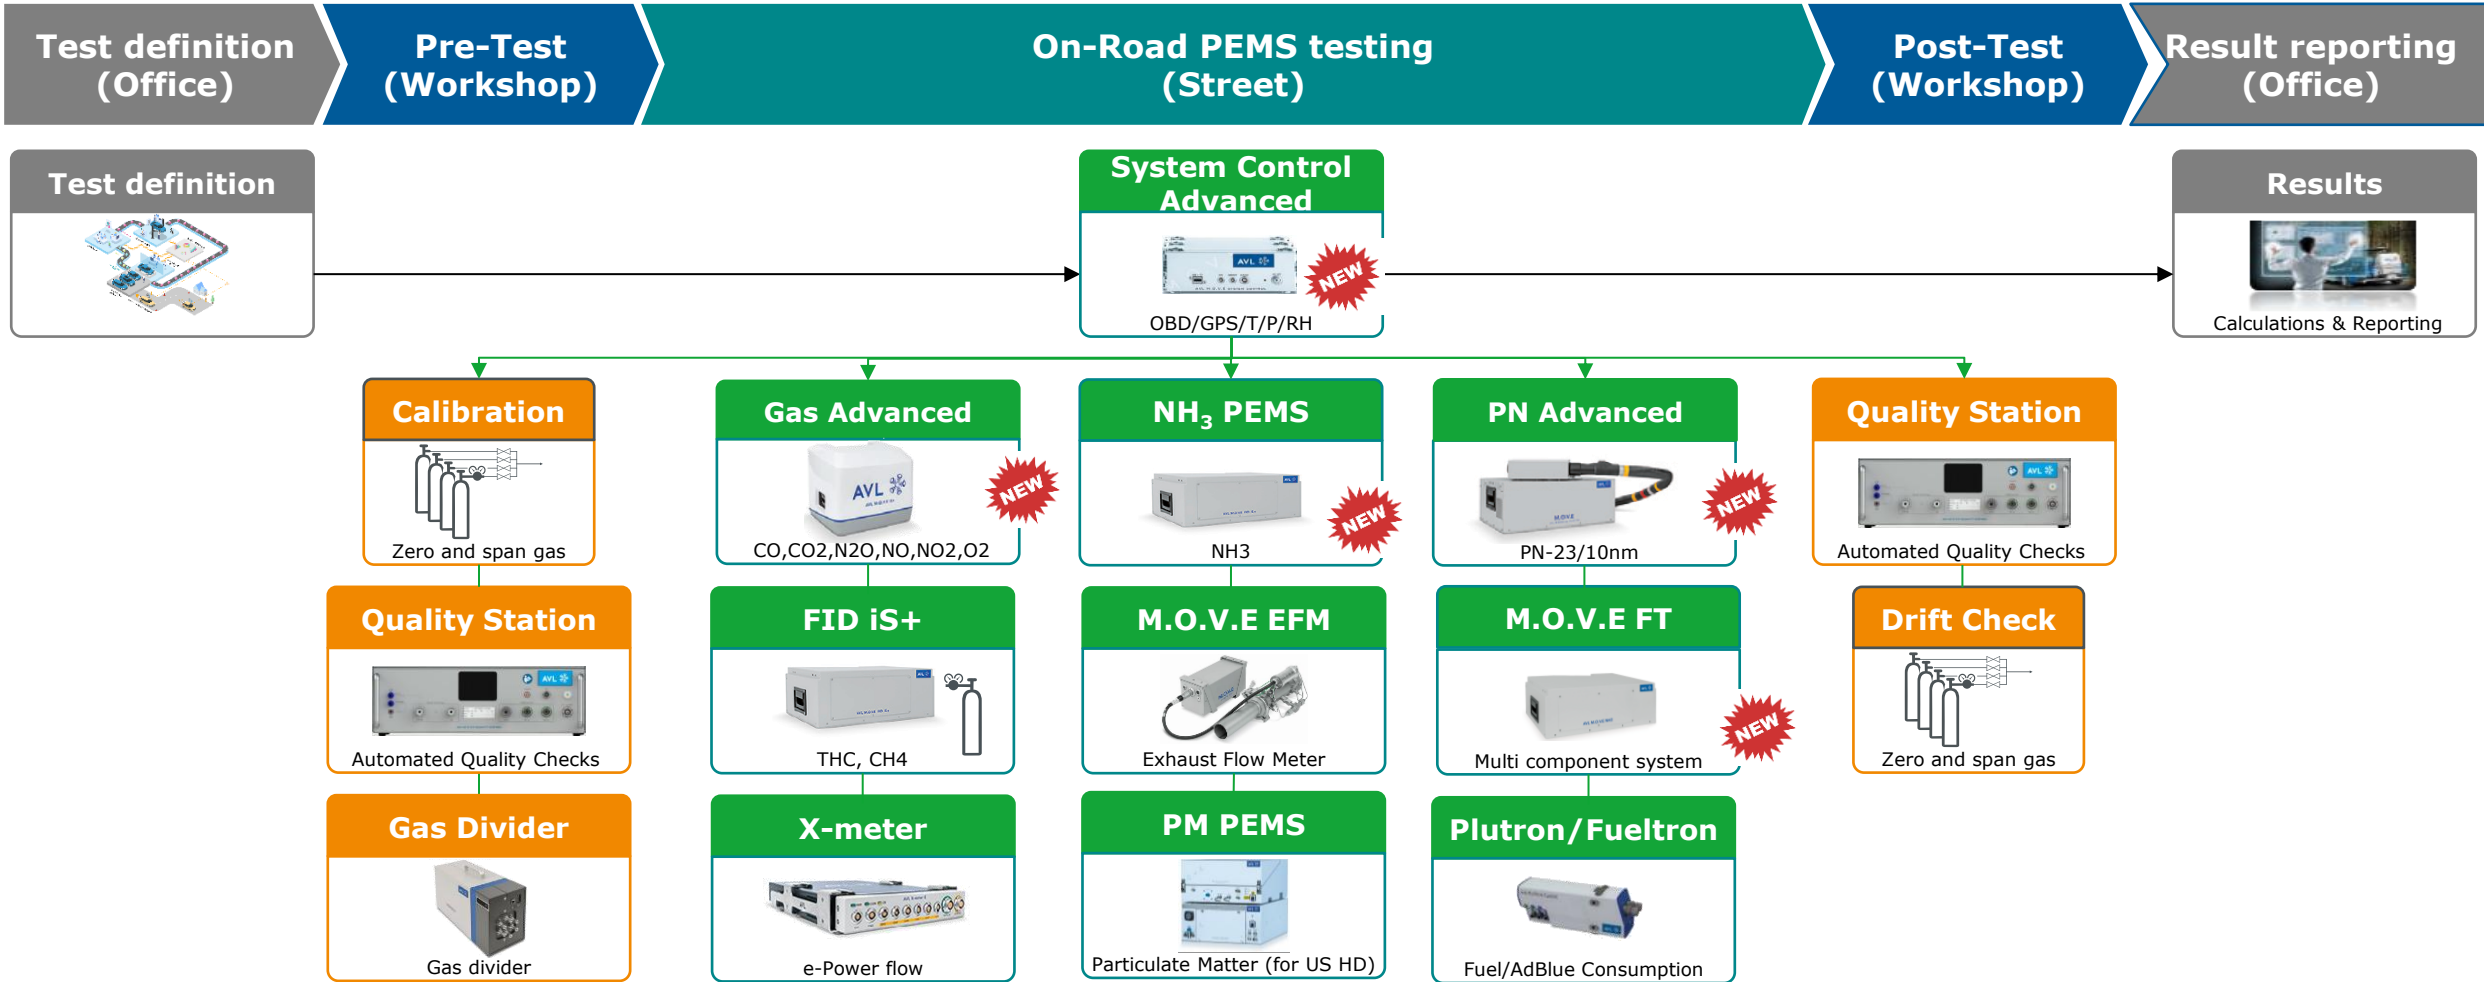 Test definition
(Office)
Pre-Test
(Workshop)
On-Road PEMS testing
(Street)
Post-Test
(Workshop)
Result reporting
(Office)
Test definition
System Control
Advanced
AVL
NEW
OBD/GPS/T/P/RH
Results
Calculations & Reporting
Calibration
Zero and span gas
Gas Advanced
AVL
NEW
CO,CO2,N2O,NO,NO2,O2
NH3 PEMS
NEW
NH3
PN Advanced
M.O.V.E
NEW
PN-23/10nm
Quality Station
AVL
Automated Quality Checks
Quality Station
AVL
Automated Quality Checks
FID iS+
THC, CH4
M.O.V.E EFM
Exhaust Flow Meter
M.O.V.E FT
NEW
Multi component system
Drift Check
Zero and span gas
Gas Divider
Gas divider
X-meter
e-Power flow
PM PEMS
Particulate Matter (for US HD)
Plutron/Fueltron
Fuel/AdBlue Consumption